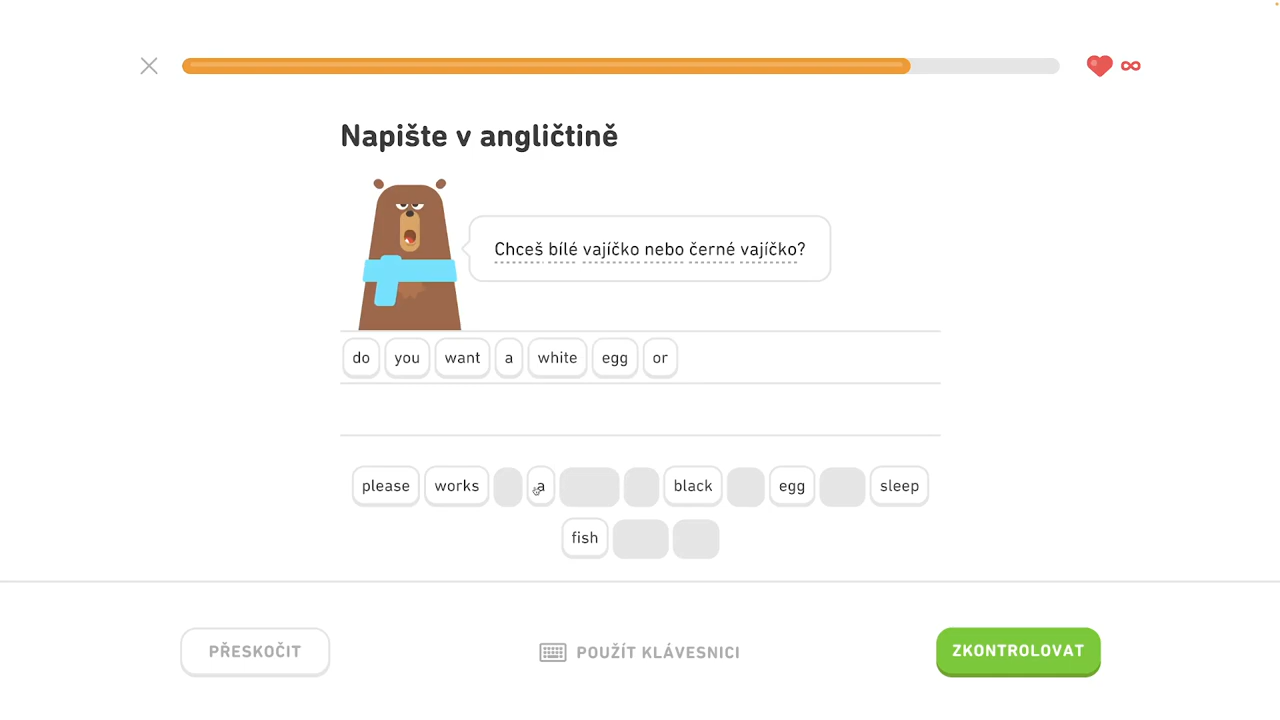 ∞
Napište v angličtině
Chceš bílé vajíčko nebo černé vajíčko?
do you want a white egg or
please works a black egg sleep
fish
PŘESKOČIT POUŽÍT KLÁVESNICI ZKONTROLOVAT